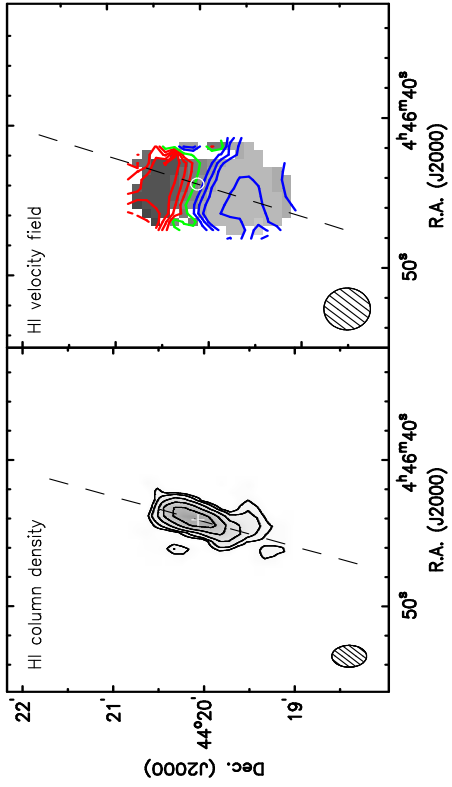 HI column density
HI velocity field
22'
21'
44°20'
19'
Dec. (J2000)
50ˢ
4ʰ46ᵐ40ˢ
R.A. (J2000)
50ˢ
4ʰ46ᵐ40ˢ
R.A. (J2000)